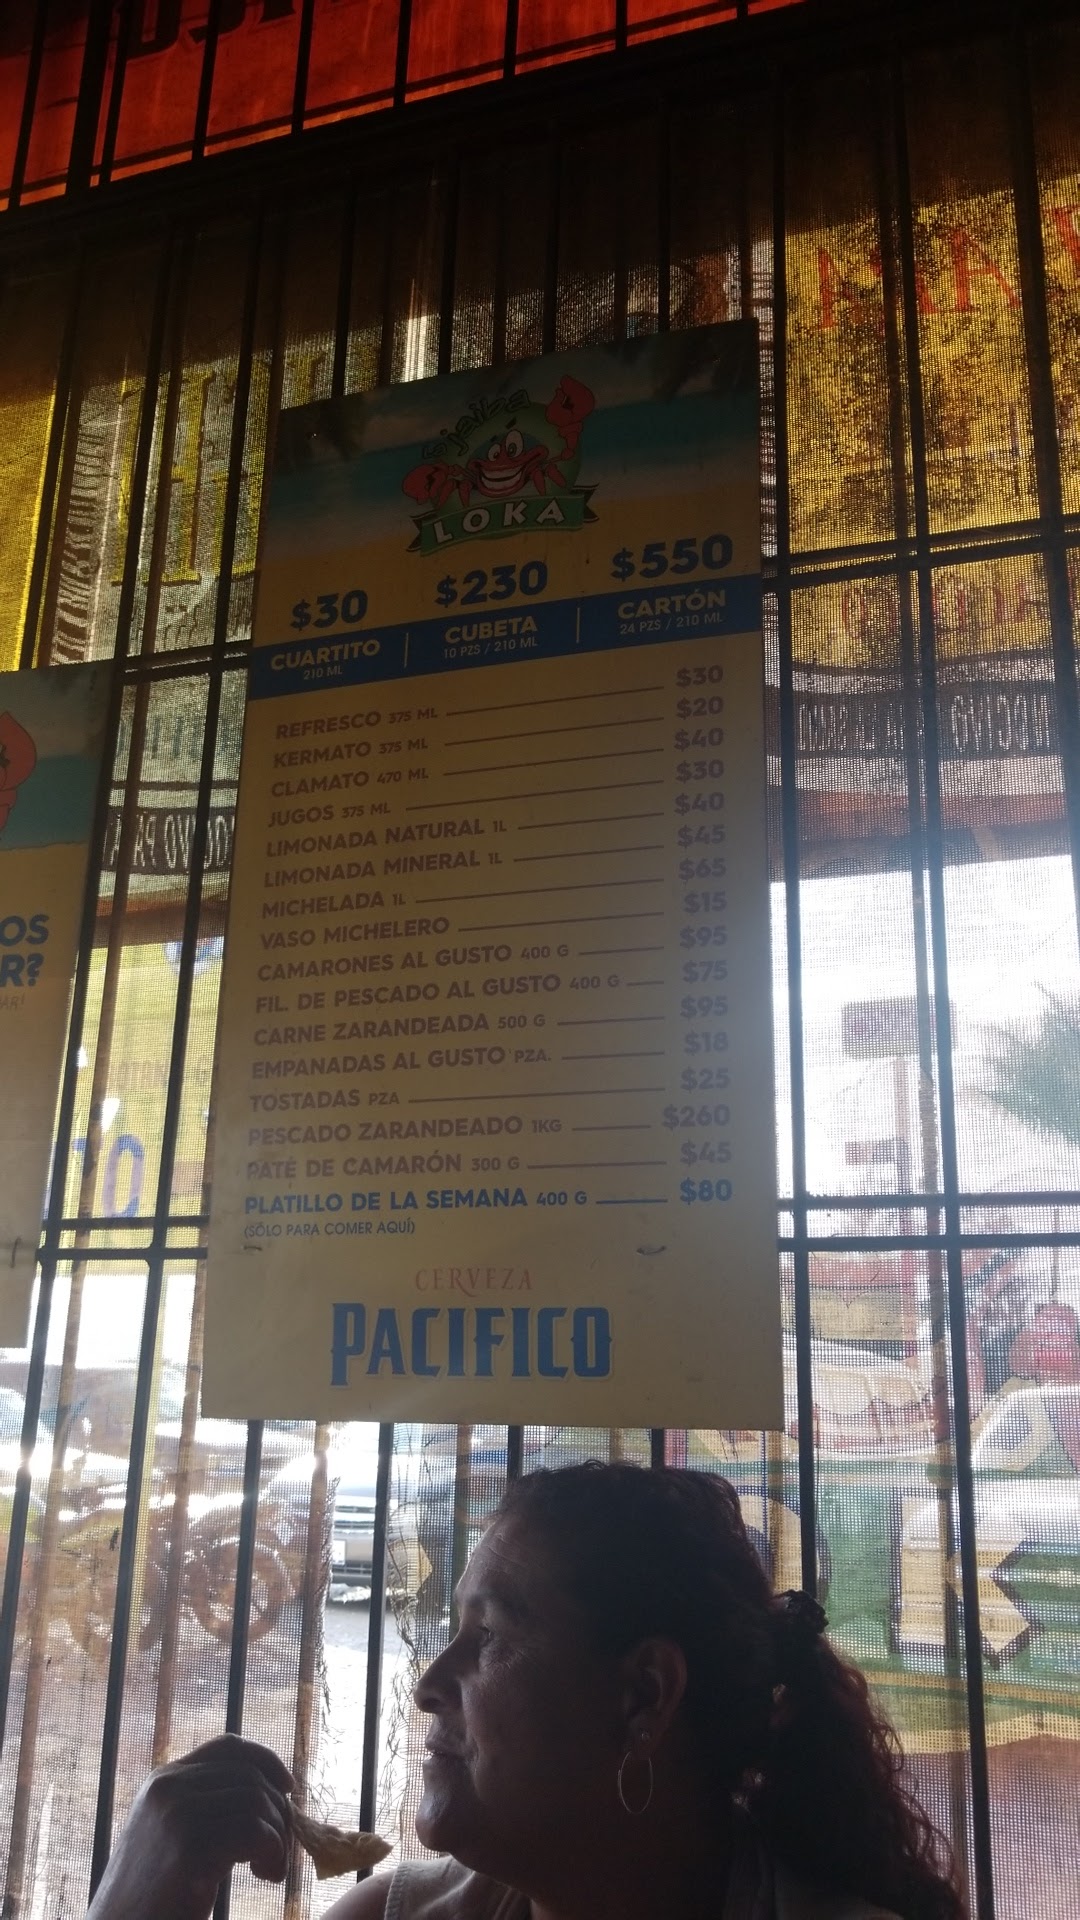 La jaiba
LOKA
$30 $230 $550
CUARTITO CUBETA CARTÓN
210 ML 10 PZS / 210 ML 24 PZS / 210 ML
REFRESCO 375 ML $30
KERMATO 375 ML $20
CLAMATO 470 ML $40
JUGOS 375 ML $30
LIMONADA NATURAL 1L $40
LIMONADA MINERAL 1L $45
MICHELADA 1L $65
VASO MICHELERO $15
CAMARONES AL GUSTO 400 G $95
FIL. DE PESCADO AL GUSTO 400 G $75
CARNE ZARANDEADA 500 G $95
EMPANADAS AL GUSTO PZA. $18
TOSTADAS PZA $25
PESCADO ZARANDEADO 1KG $260
PATÉ DE CAMARÓN 300 G $45
PLATILLO DE LA SEMANA 400 G $80
(SÓLO PARA COMER AQUÍ)
CERVEZA
PACIFICO
OS
R?